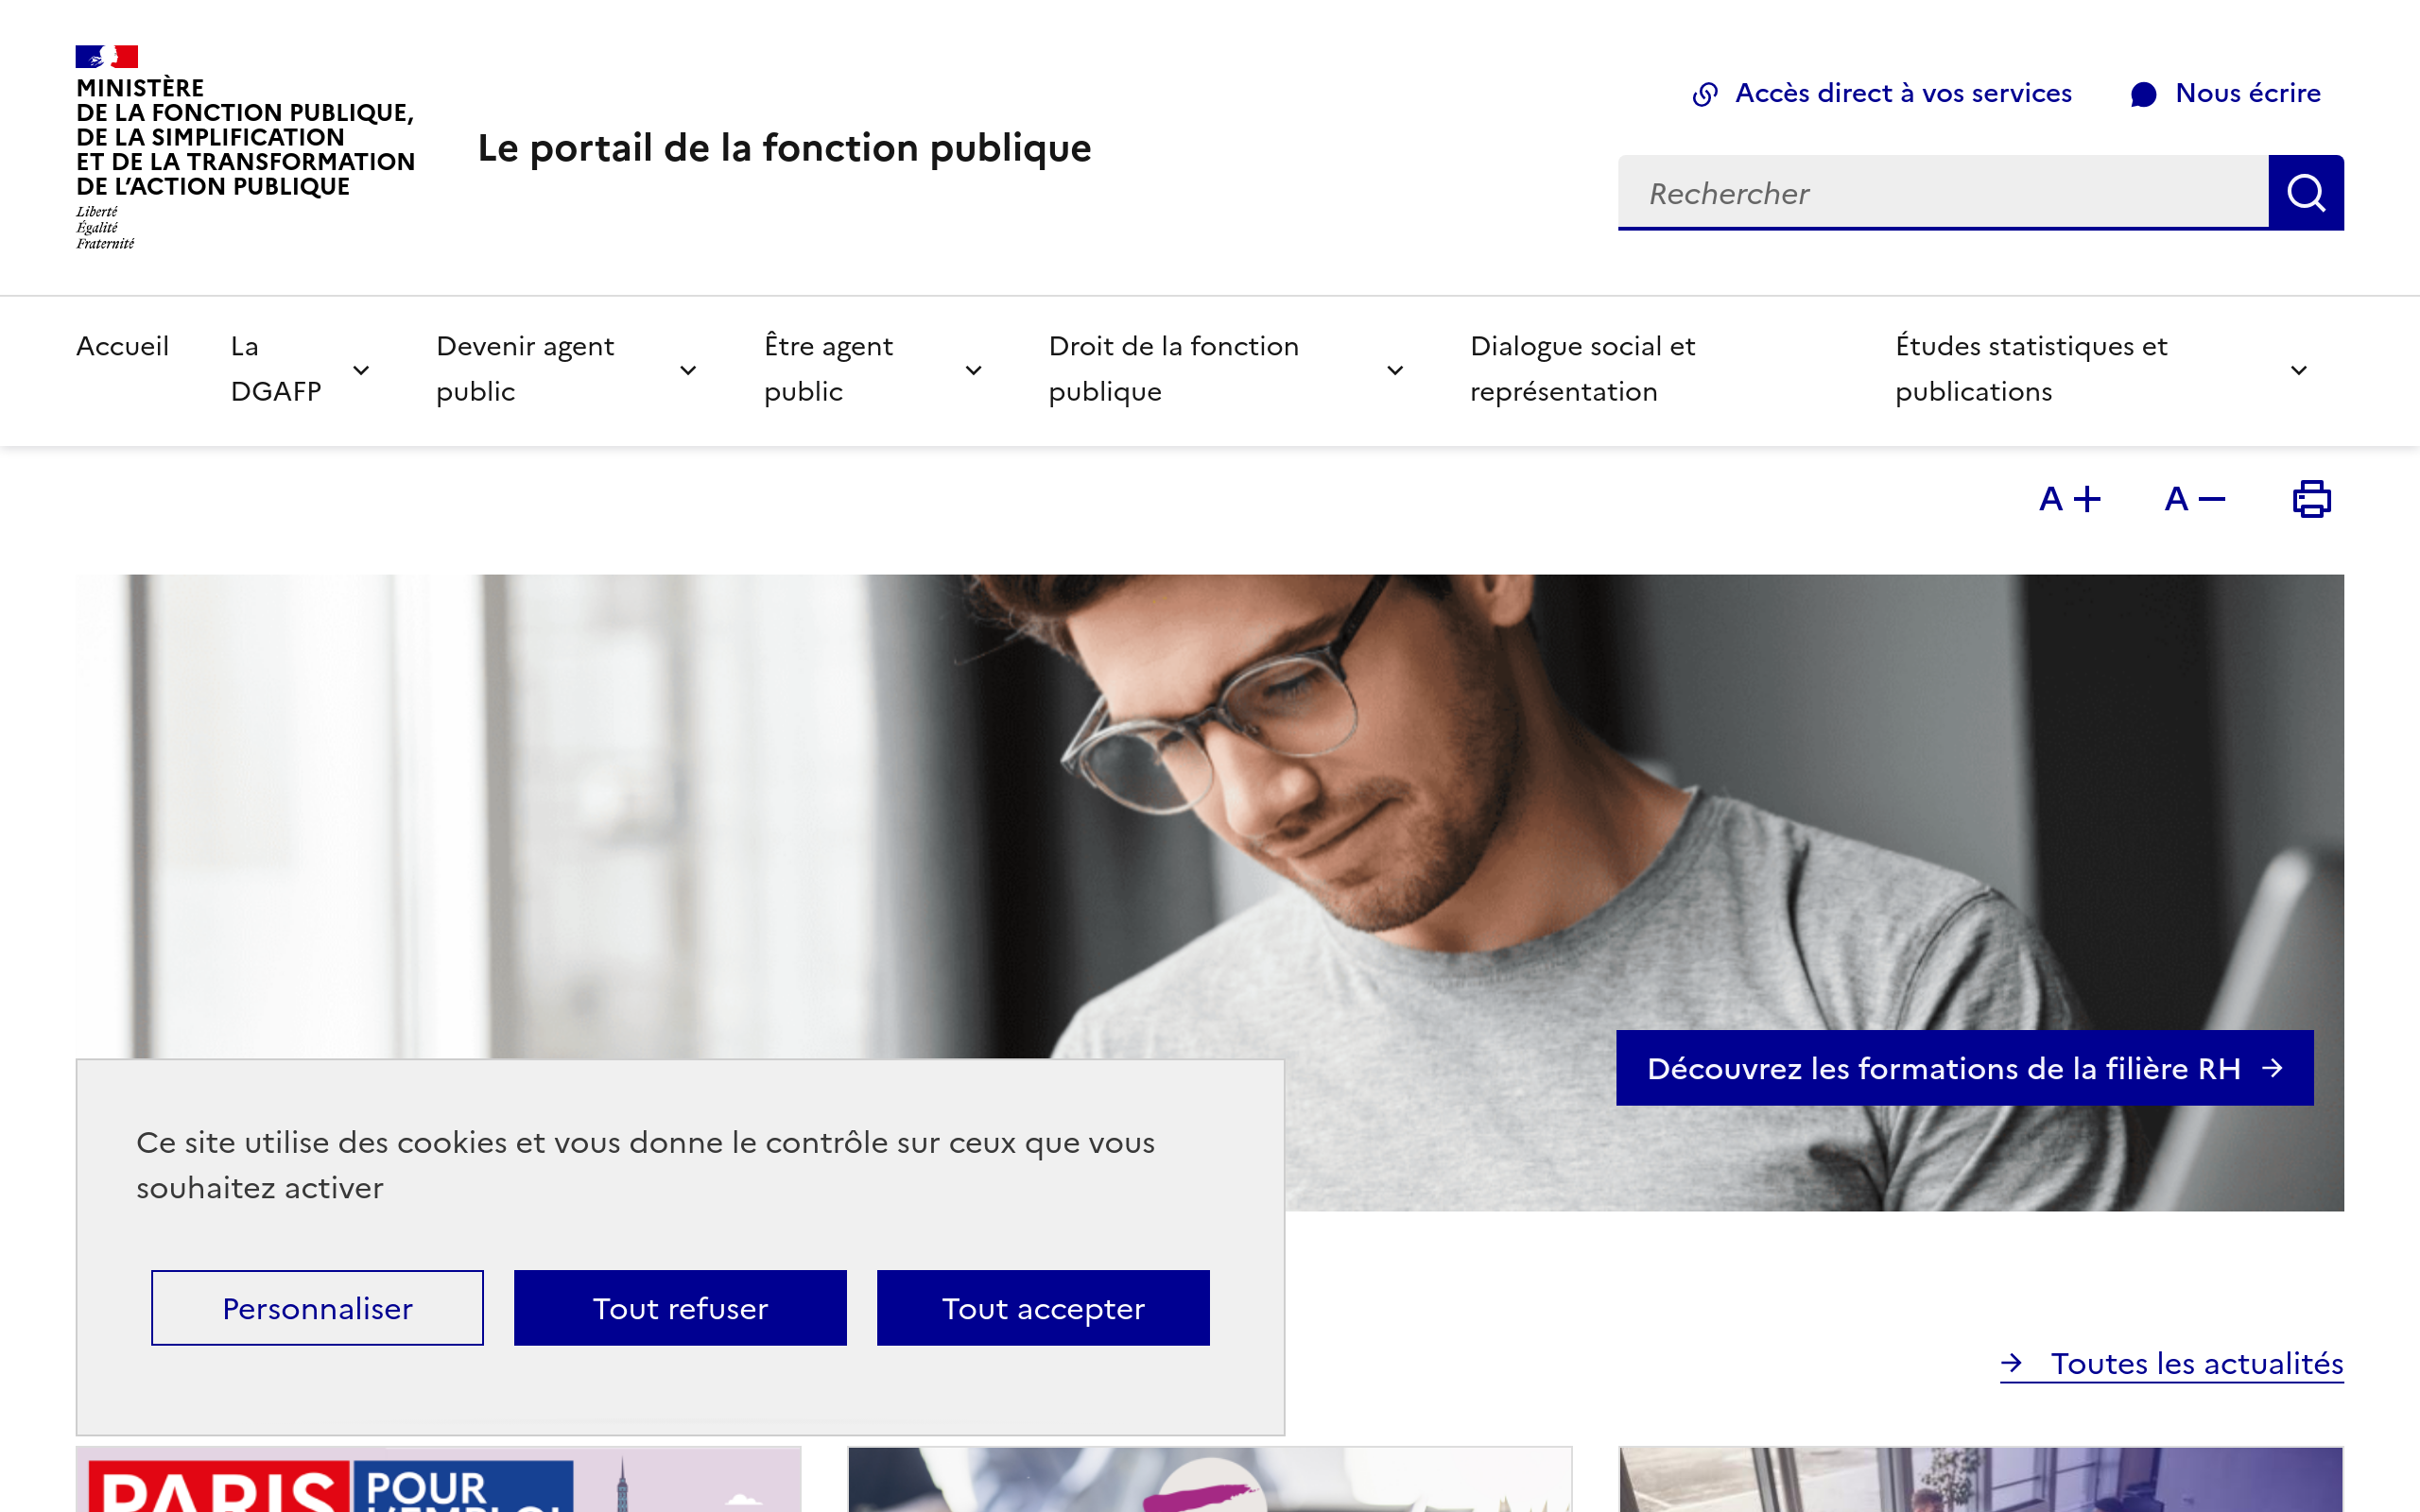 MINISTÈRE
DE LA FONCTION PUBLIQUE,
DE LA SIMPLIFICATION
ET DE LA TRANSFORMATION
DE L’ACTION PUBLIQUE
Liberté
Égalité
Fraternité
Le portail de la fonction publique
Accès direct à vos services
Nous écrire
Rechercher
Accueil
La
DGAFP
Devenir agent
public
Être agent
public
Droit de la fonction
publique
Dialogue social et
représentation
Études statistiques et
publications
A +
A −
Découvrez les formations de la filière RH
Ce site utilise des cookies et vous donne le contrôle sur ceux que vous
souhaitez activer
Personnaliser
Tout refuser
Tout accepter
Toutes les actualités
PARIS
POUR
L'EMPLOI